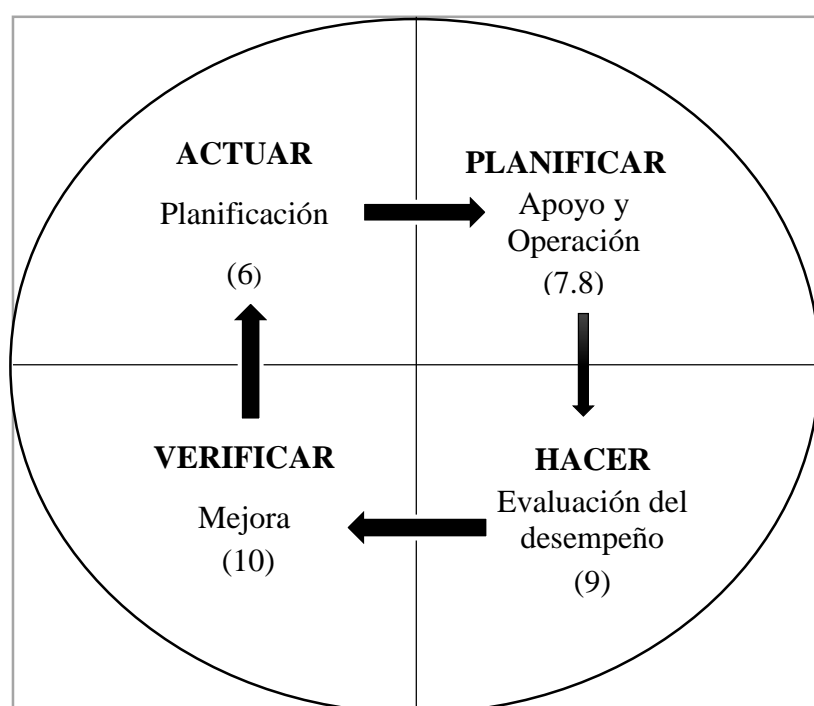 ACTUAR
Planificación
(6)
PLANIFICAR
Apoyo y
Operación
(7.8)
VERIFICAR
Mejora
(10)
HACER
Evaluación del
desempeño
(9)